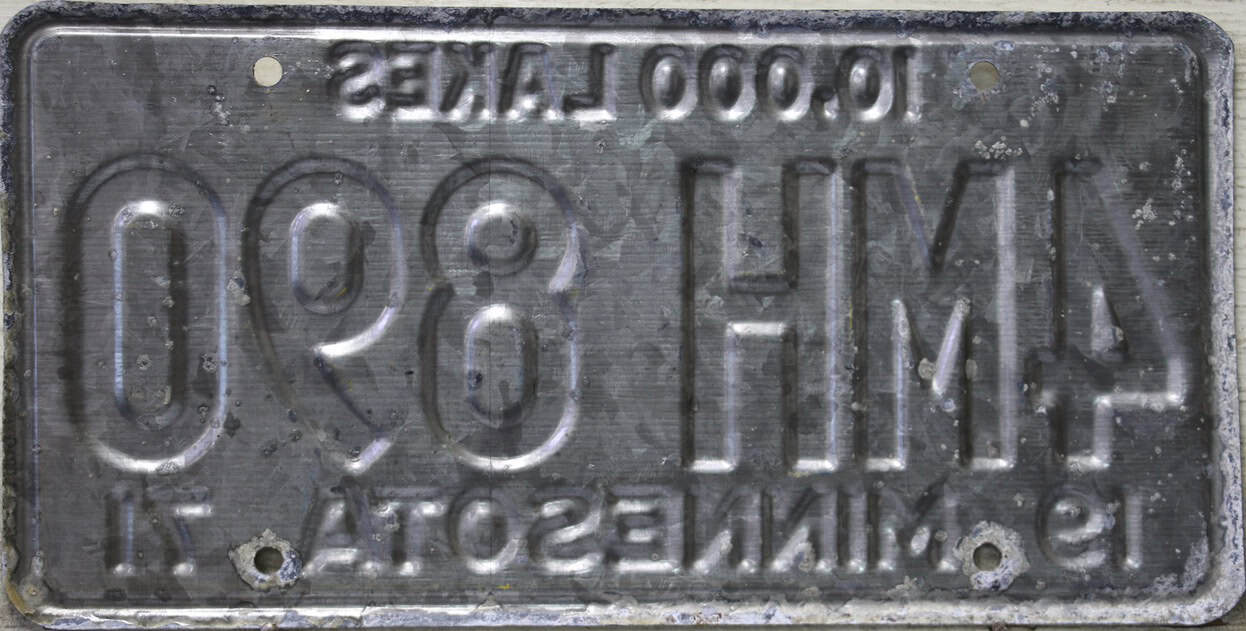 10,000 LAKES
4MH 890
19 MINNESOTA 71